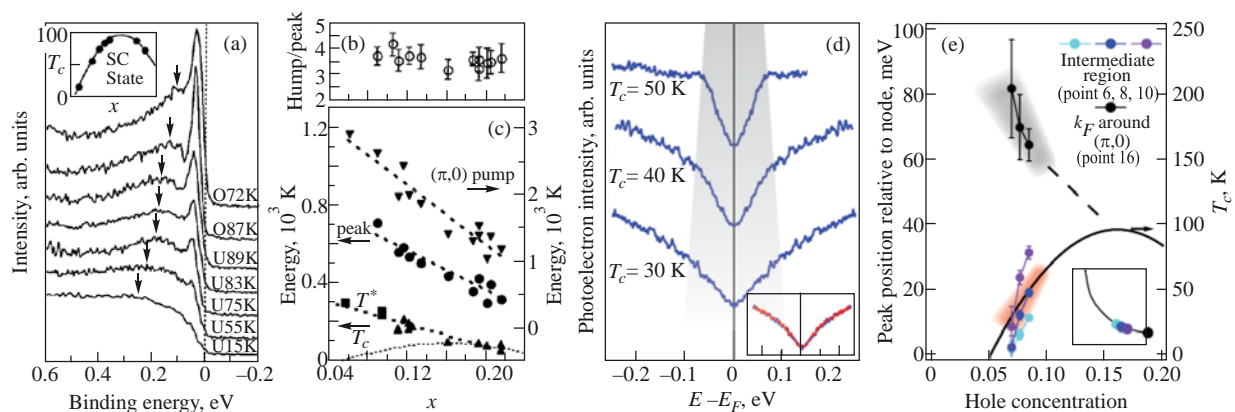 (a)
100
T_c
0
SC
State
x
O72K
O87K
U89K
U83K
U75K
U55K
U15K
Intensity, arb. units
0.6 0.4 0.2 0 −0.2
Binding energy, eV
(b)
Hump/peak
5
4
3
2
(c)
1.2
0.9
0.6
0.3
0
Energy, 10³ K
3
2
1
0
Energy, 10³ K
(π,0) pump
peak
T*
T_c
0.04 0.12 0.20
x
(d)
Photoelectron intensity, arb. units
T_c = 50 K
T_c = 40 K
T_c = 30 K
−0.2 −0.1 0 0.1 0.2
E −E_F, eV
(e)
Peak position relative to node, meV
100
80
60
40
20
0
Intermediate
region
(point 6, 8, 10)
k_F around
(π,0)
(point 16)
250
200
150
100
50
0
T_c, K
0 0.05 0.10 0.15 0.20
Hole concentration